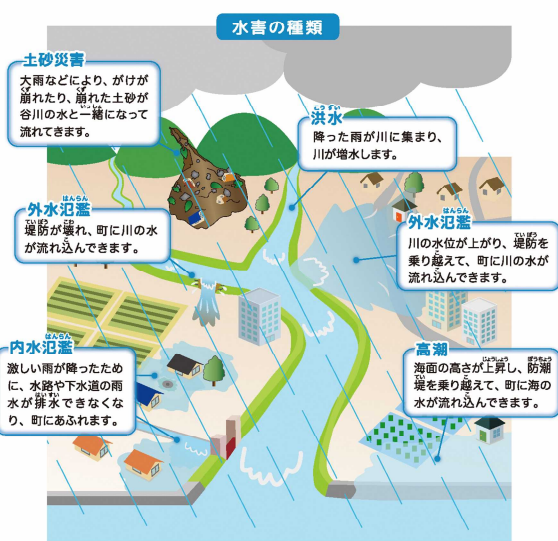 水害の種類
土砂災害
大雨などにより、がけが
崩れたり、崩れた土砂が
谷川の水と一緒になって
流れてきます。
洪水
降った雨が川に集まり、
川が増水します。
外水氾濫
堤防が壊れ、町に川の水
が流れ込んできます。
外水氾濫
川の水位が上がり、堤防を
乗り越えて、町に川の水が
流れ込んできます。
内水氾濫
激しい雨が降ったため
に、水路や下水道の雨
水が排水できなくな
り、町にあふれます。
高潮
海面の高さが上昇し、防潮
堤を乗り越えて、町に海の
水が流れ込んできます。